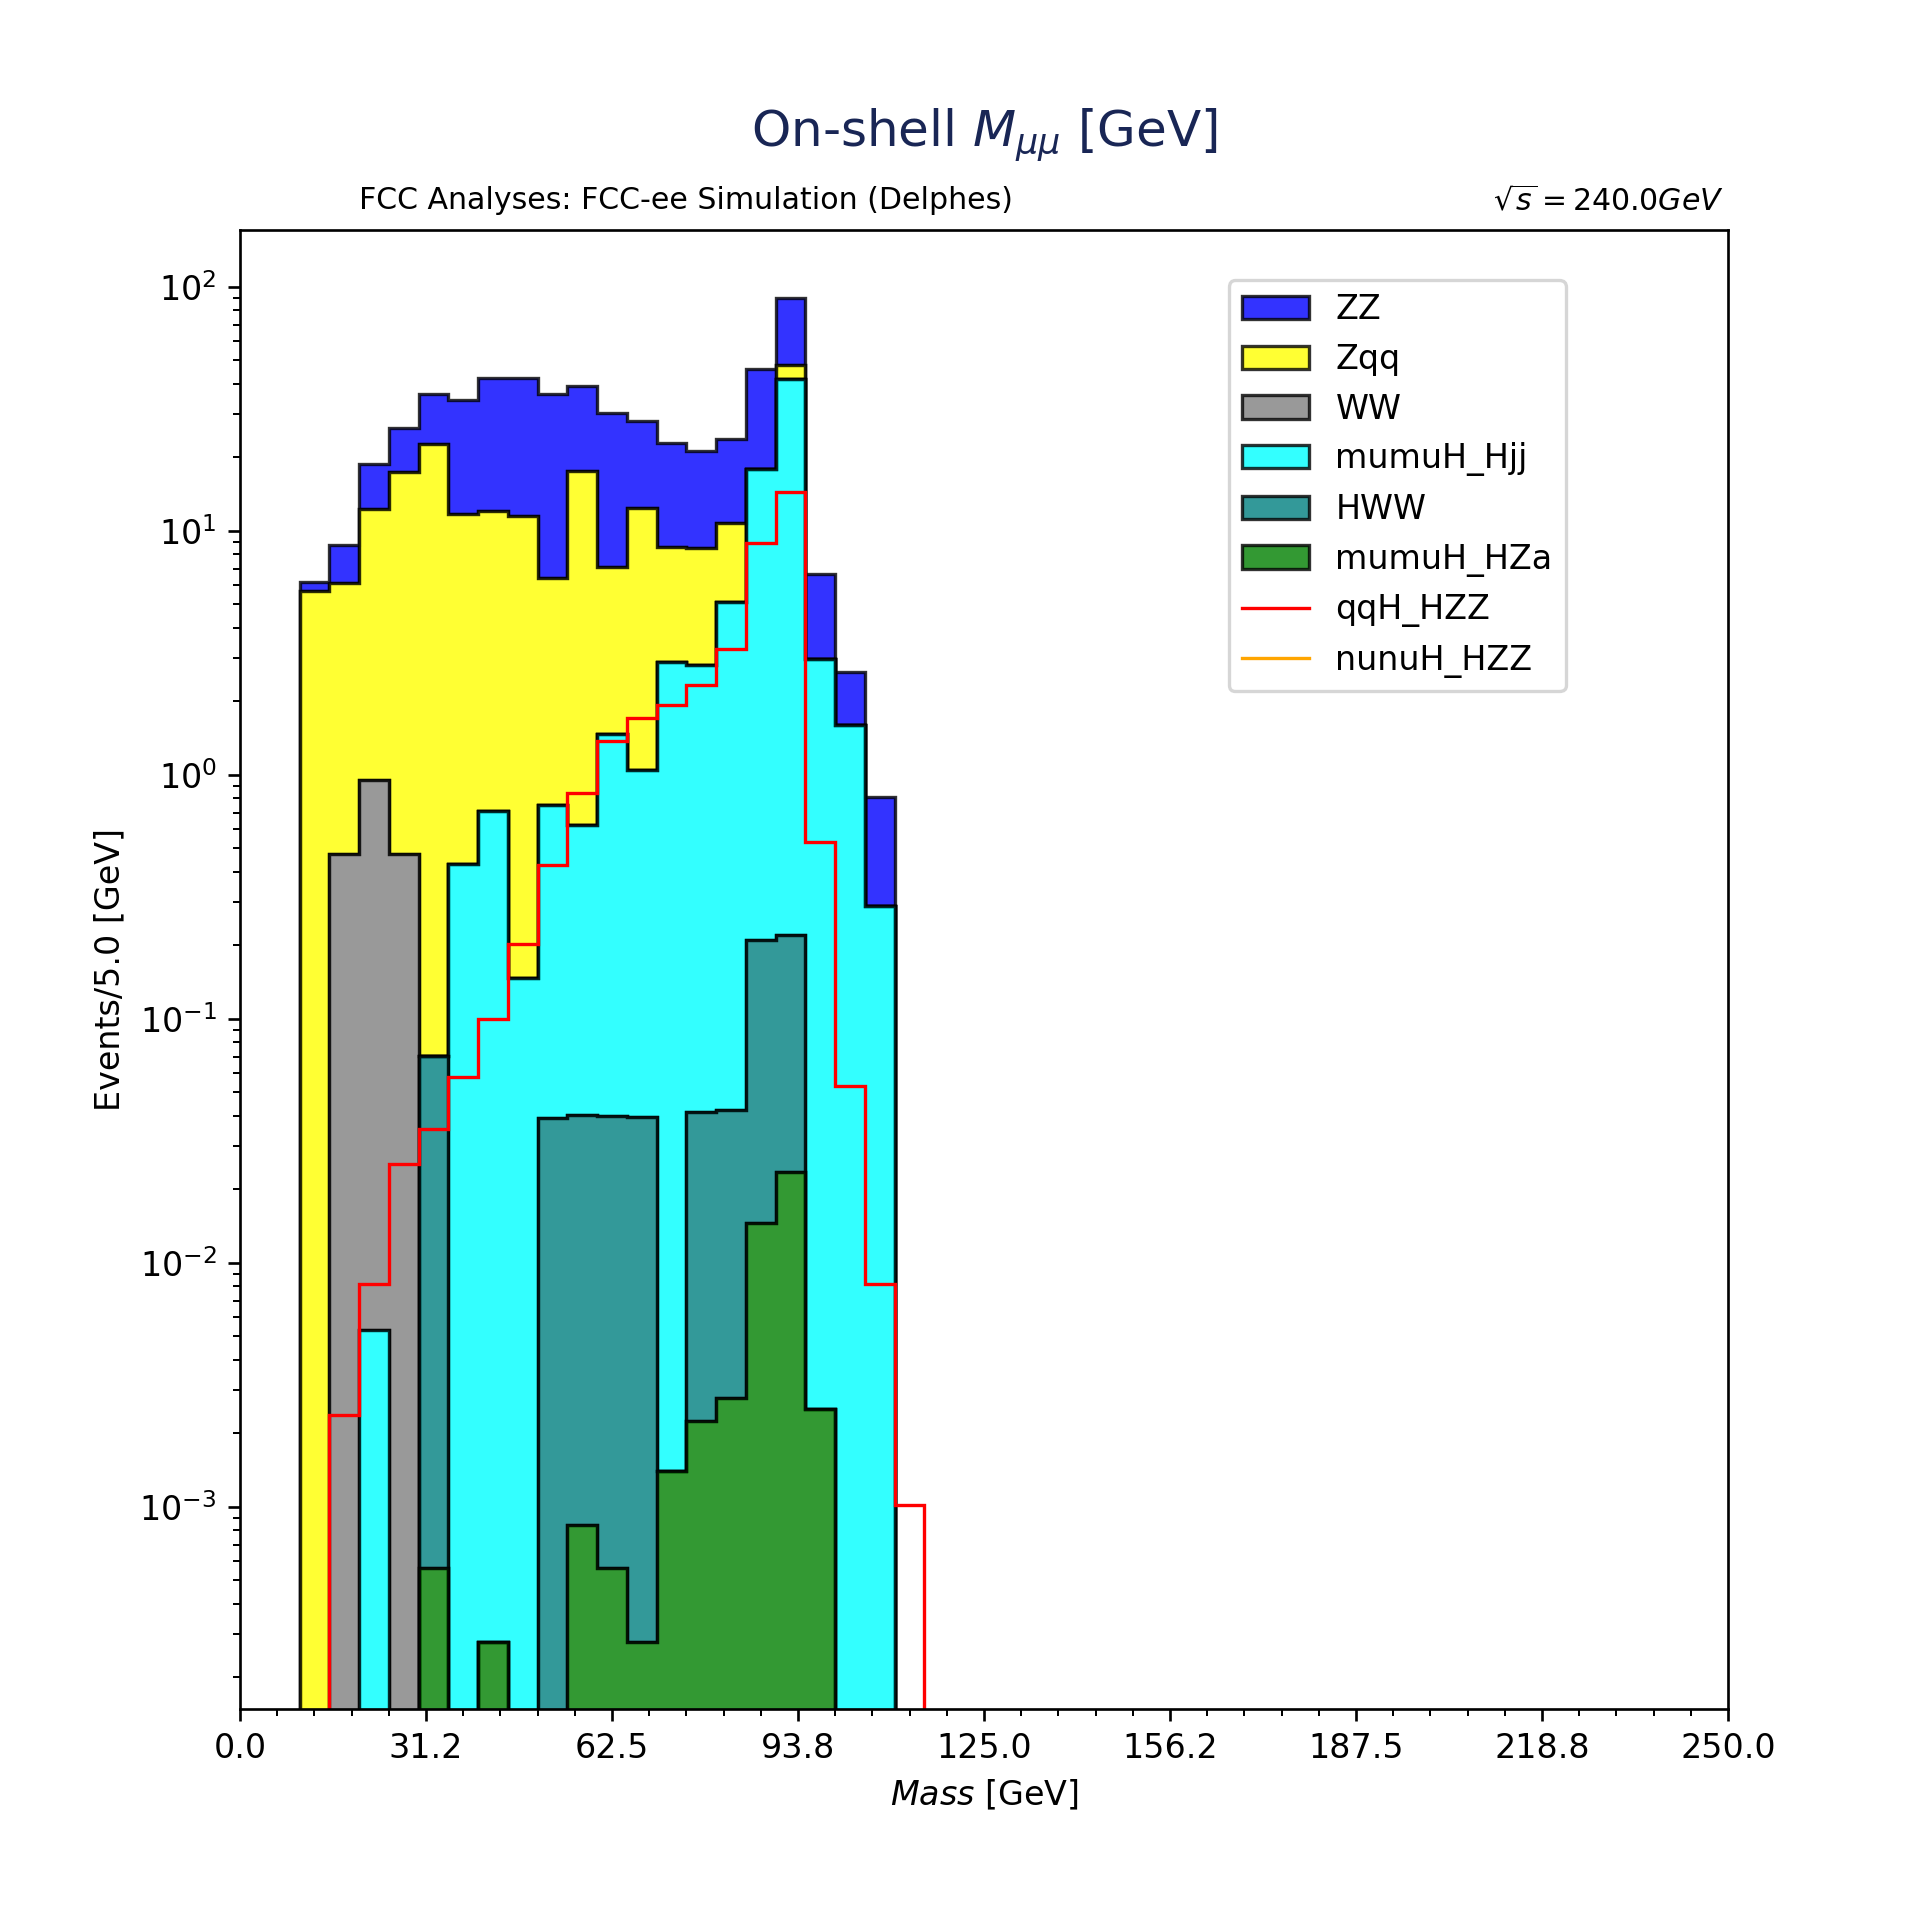 On-shell $M_{\mu\mu}$ [GeV]
FCC Analyses: FCC-ee Simulation (Delphes)
$\sqrt{s} = 240.0GeV$
10²
10¹
10⁰
10⁻¹
10⁻²
10⁻³
Events/5.0 [GeV]
ZZ
Zqq
WW
mumuH_Hjj
HWW
mumuH_HZa
qqH_HZZ
nunuH_HZZ
0.0 31.2 62.5 93.8 125.0 156.2 187.5 218.8 250.0
Mass [GeV]